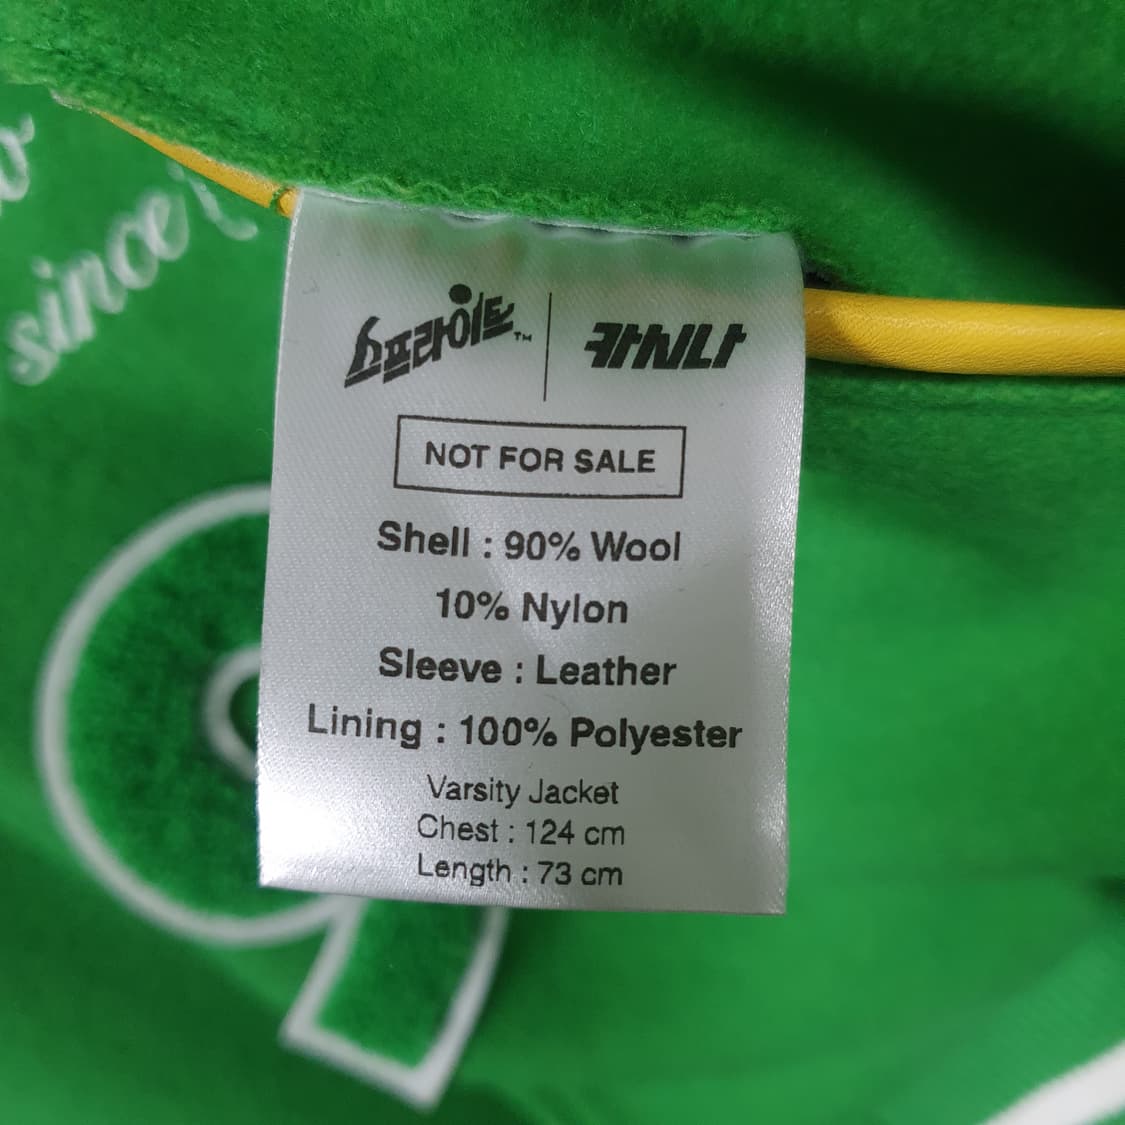 since
스프라이트™ | 카시나
NOT FOR SALE
Shell : 90% Wool
10% Nylon
Sleeve : Leather
Lining : 100% Polyester
Varsity Jacket
Chest : 124 cm
Length : 73 cm
9